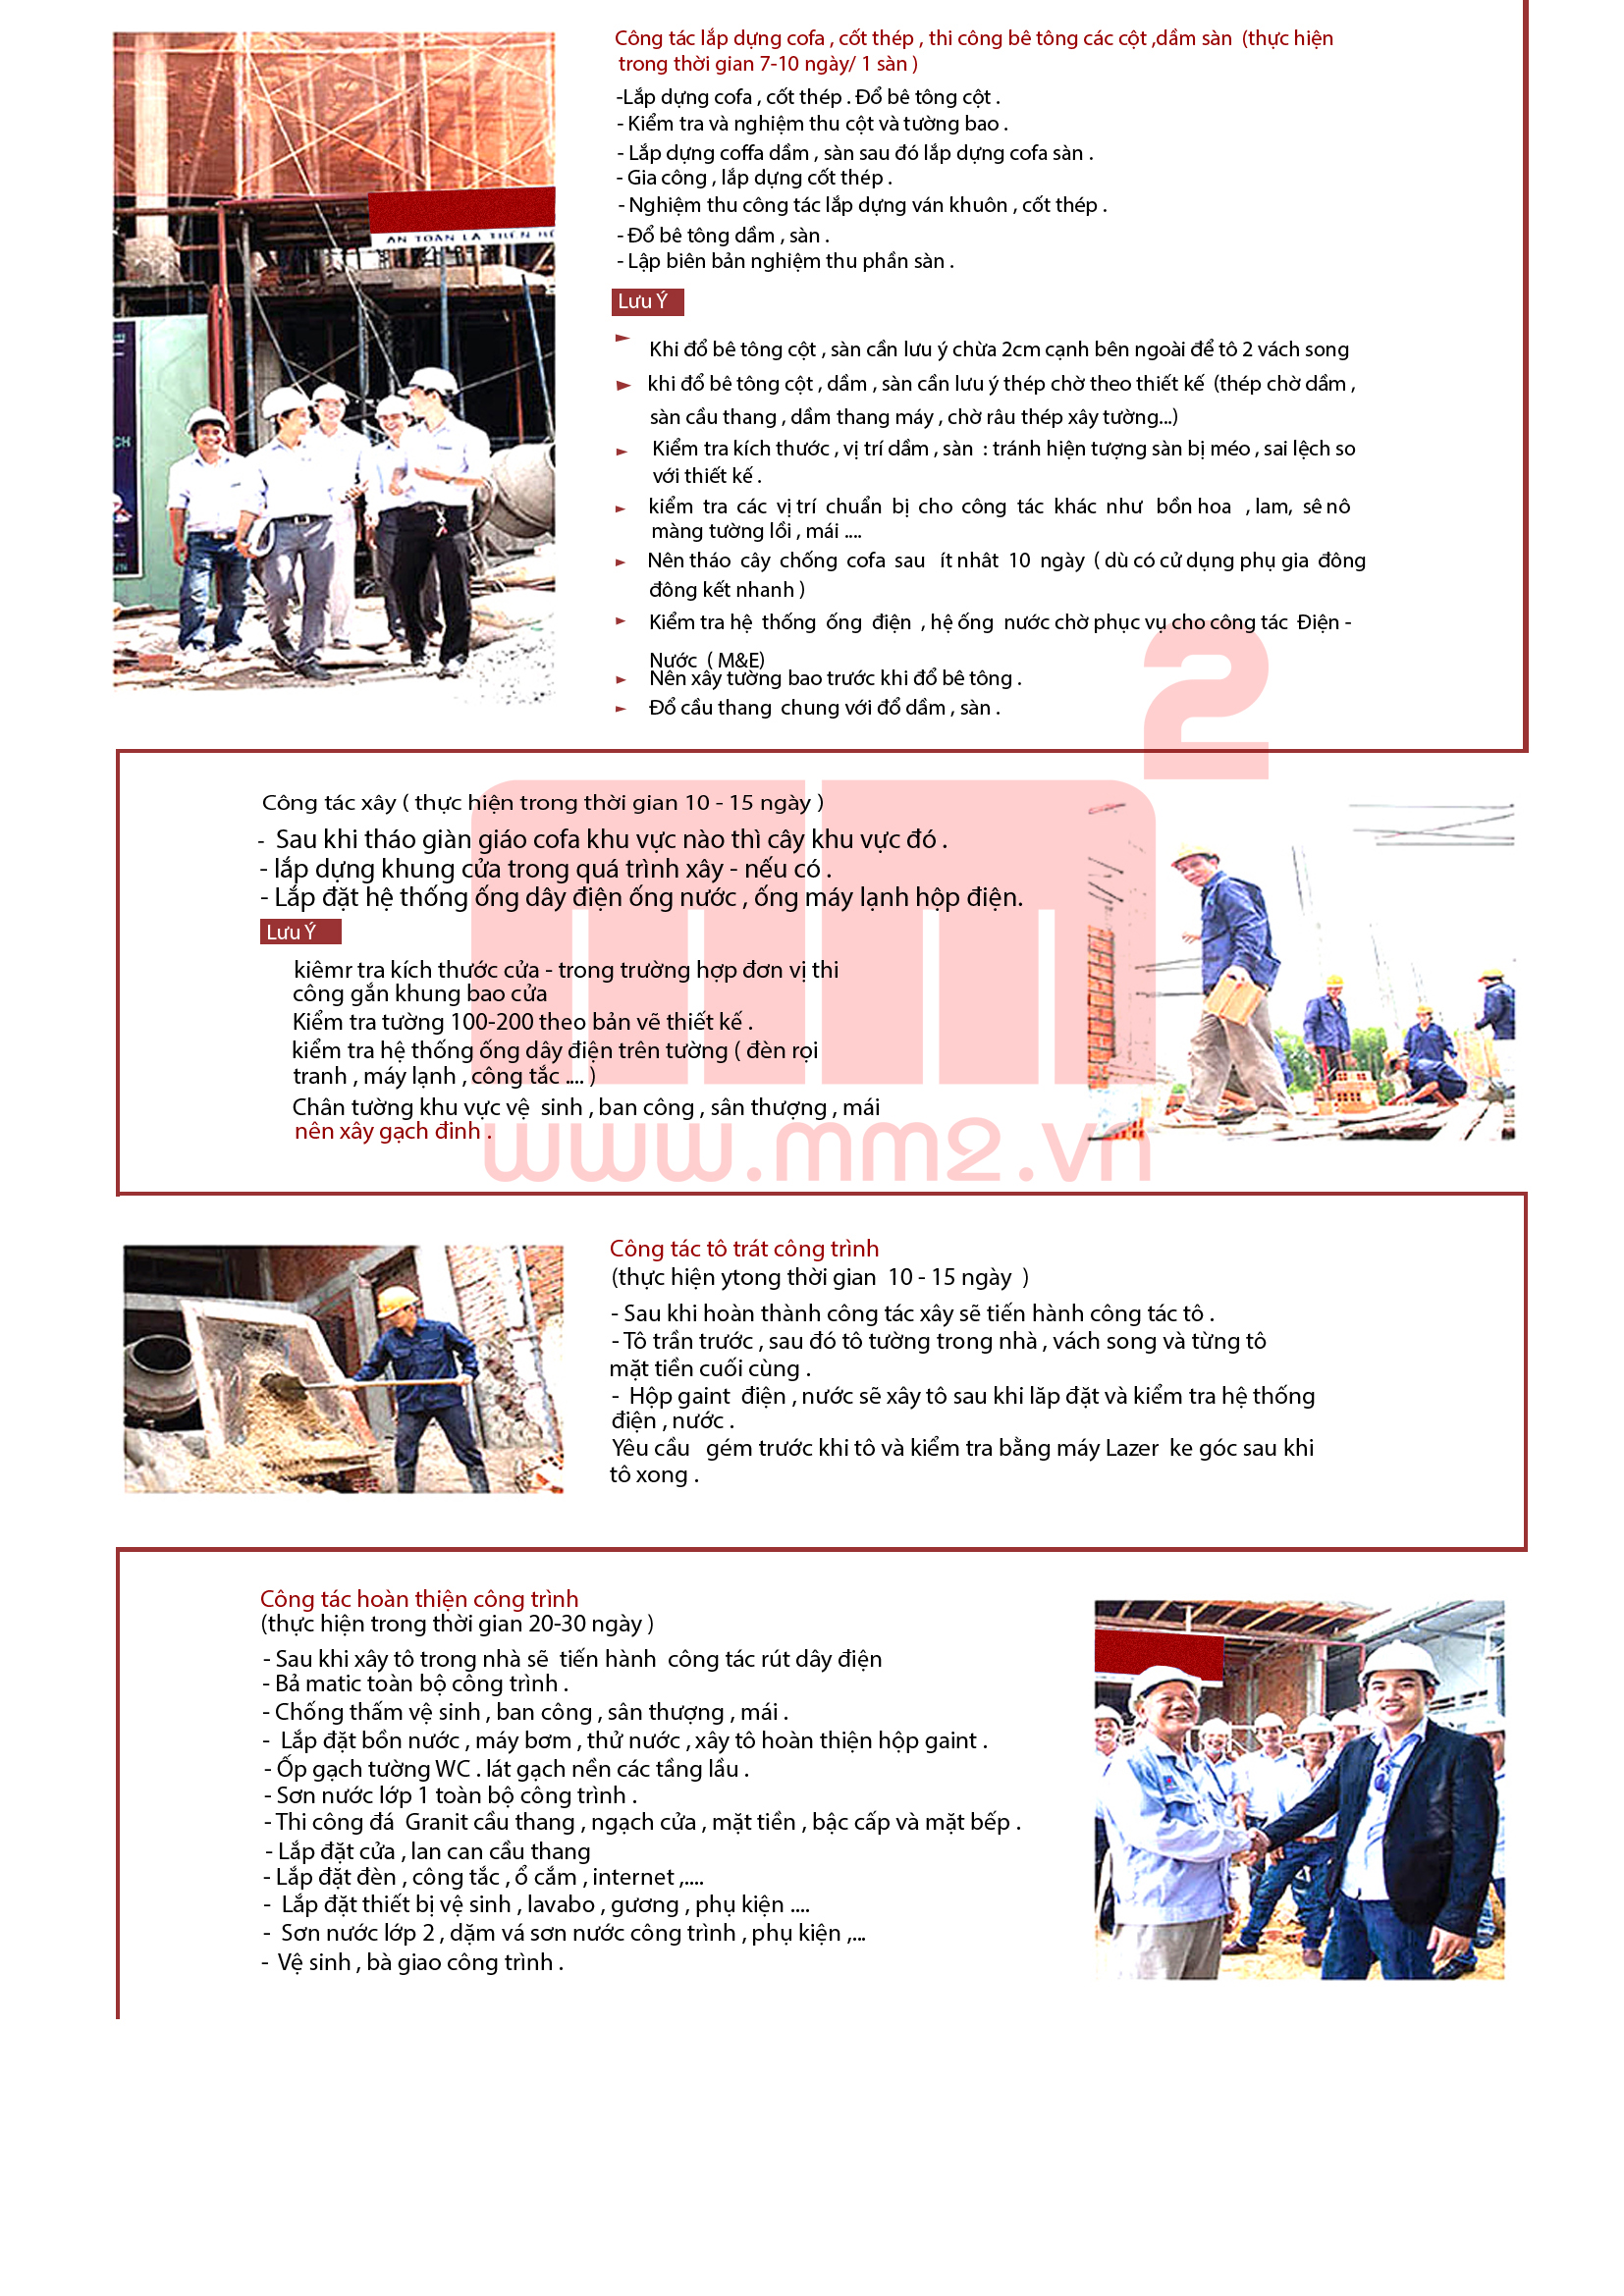 Công tác lắp dựng cofa , cốt thép , thi công bê tông các cột ,dầm sàn (thực hiện
trong thời gian 7-10 ngày/ 1 sàn )
-Lắp dựng cofa , cốt thép . Đổ bê tông cột .
- Kiểm tra và nghiệm thu cột và tường bao .
- Lắp dựng coffa dầm , sàn sau đó lắp dựng cofa sàn .
- Gia công , lắp dựng cốt thép .
- Nghiệm thu công tác lắp dựng ván khuôn , cốt thép .
- Đổ bê tông dầm , sàn .
- Lập biên bản nghiệm thu phần sàn .
AN TOÀN LÀ TRÊN HẾ
Lưu Ý
Khi đổ bê tông cột , sàn cần lưu ý chừa 2cm cạnh bên ngoài để tô 2 vách song
khi đổ bê tông cột , dầm , sàn cần lưu ý thép chờ theo thiết kế (thép chờ dầm ,
sàn cầu thang , dầm thang máy , chờ râu thép xây tường...)
Kiểm tra kích thước , vị trí dầm , sàn : tránh hiện tượng sàn bị méo , sai lệch so
với thiết kế .
kiểm tra các vị trí chuẩn bị cho công tác khác như bồn hoa , lam, sê nô
màng tường lồi , mái ....
Nên tháo cây chống cofa sau ít nhât 10 ngày ( dù có cử dụng phụ gia đông
đông kết nhanh )
Kiểm tra hệ thống ống điện , hệ ống nước chờ phục vụ cho công tác Điện -
Nước ( M&E)
Nên xây tường bao trước khi đổ bê tông .
Đổ cầu thang chung với đổ dầm , sàn .
mm2
Công tác xây ( thực hiện trong thời gian 10 - 15 ngày )
- Sau khi tháo giàn giáo cofa khu vực nào thì cây khu vực đó .
- lắp dựng khung cửa trong quá trình xây - nếu có .
- Lắp đặt hệ thống ống dây điện ống nước , ống máy lạnh hộp điện.
Lưu Ý
kiêmr tra kích thước cửa - trong trường hợp đơn vị thi
công gắn khung bao cửa
Kiểm tra tường 100-200 theo bản vẽ thiết kế .
kiểm tra hệ thống ống dây điện trên tường ( đèn rọi
tranh , máy lạnh , công tắc .... )
Chân tường khu vực vệ sinh , ban công , sân thượng , mái
nên xây gạch đinh .
www.mm2.vn
Công tác tô trát công trình
(thực hiện ytong thời gian 10 - 15 ngày )
- Sau khi hoàn thành công tác xây sẽ tiến hành công tác tô .
- Tô trần trước , sau đó tô tường trong nhà , vách song và từng tô
mặt tiền cuối cùng .
- Hộp gaint điện , nước sẽ xây tô sau khi lăp đặt và kiểm tra hệ thống
điện , nước .
Yêu cầu gém trước khi tô và kiểm tra bằng máy Lazer ke góc sau khi
tô xong .
Công tác hoàn thiện công trình
(thực hiện trong thời gian 20-30 ngày )
- Sau khi xây tô trong nhà sẽ tiến hành công tác rút dây điện
- Bả matic toàn bộ công trình .
- Chống thấm vệ sinh , ban công , sân thượng , mái .
- Lắp đặt bồn nước , máy bơm , thử nước , xây tô hoàn thiện hộp gaint .
- Ốp gạch tường WC . lát gạch nền các tầng lầu .
- Sơn nước lớp 1 toàn bộ công trình .
- Thi công đá Granit cầu thang , ngạch cửa , mặt tiền , bậc cấp và mặt bếp .
- Lắp đặt cửa , lan can cầu thang
- Lắp đặt đèn , công tắc , ổ cắm , internet ,....
- Lắp đặt thiết bị vệ sinh , lavabo , gương , phụ kiện ....
- Sơn nước lớp 2 , dặm vá sơn nước công trình , phụ kiện ,...
- Vệ sinh , bà giao công trình .